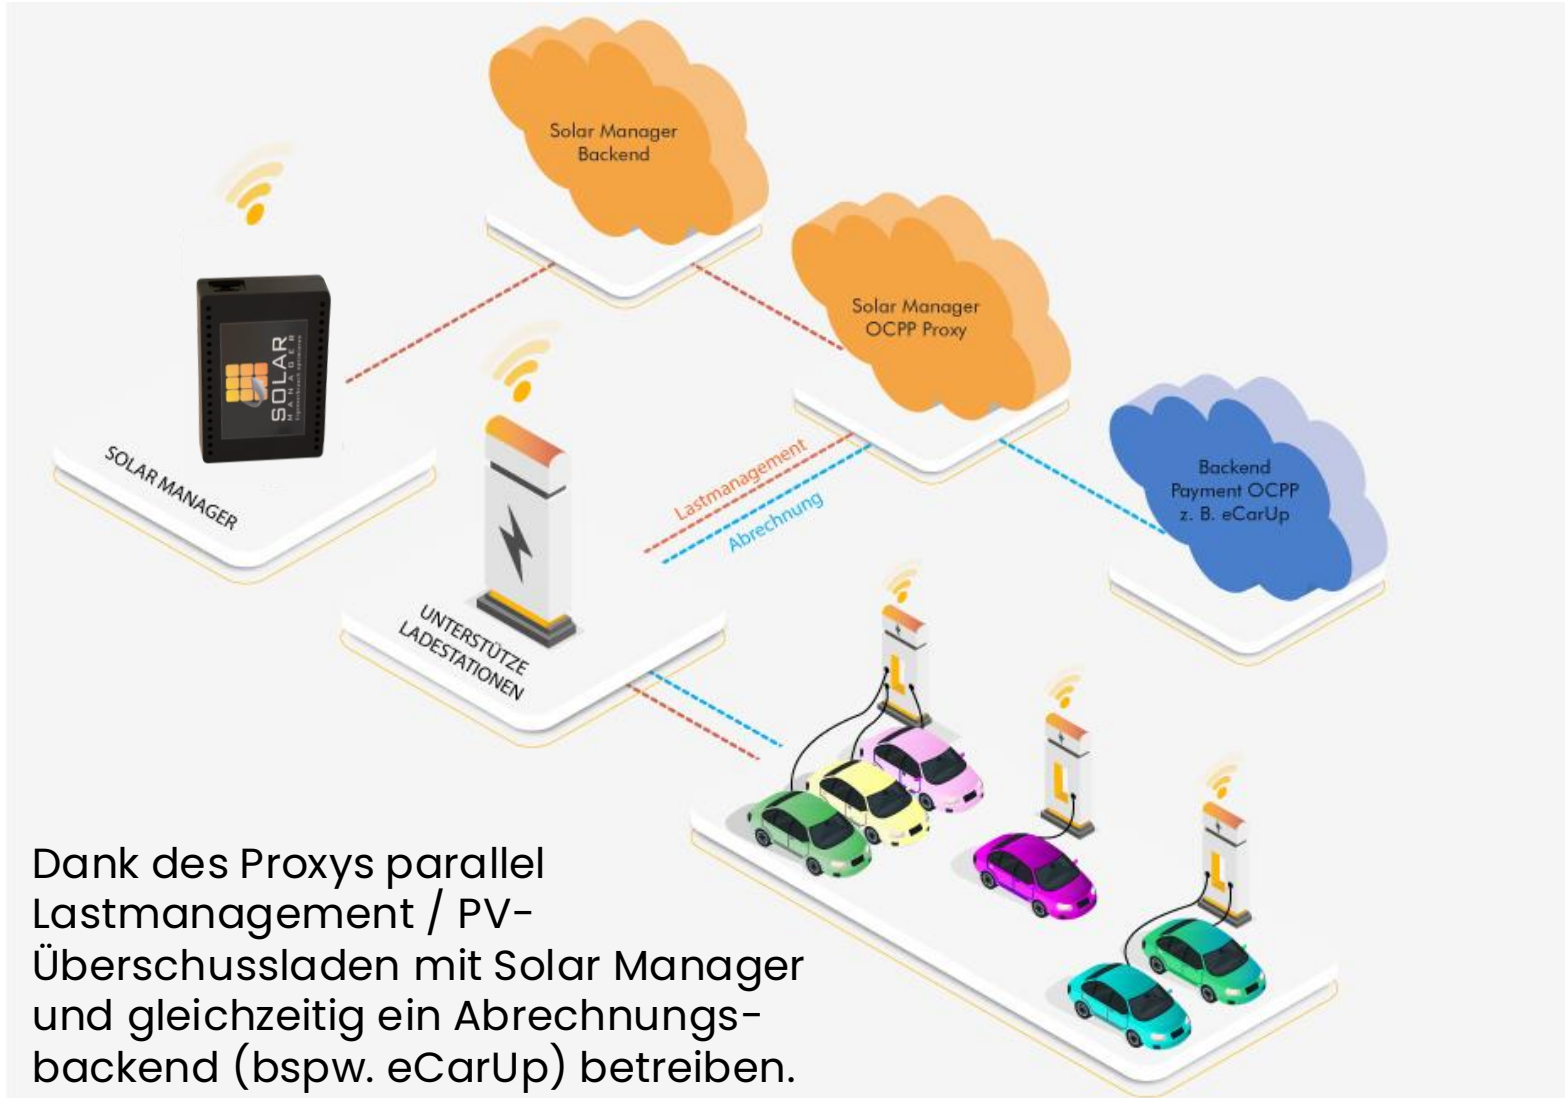 Solar Manager
Backend
Solar Manager
OCPP Proxy
SOLAR
MANAGER
SOLAR MANAGER
Lastmanagement
Abrechnung
Backend
Payment OCPP
z. B. eCarUp
UNTERSTÜTZE
LADESTATIONEN
Dank des Proxys parallel
Lastmanagement / PV-
Überschussladen mit Solar Manager
und gleichzeitig ein Abrechnungs-
backend (bspw. eCarUp) betreiben.